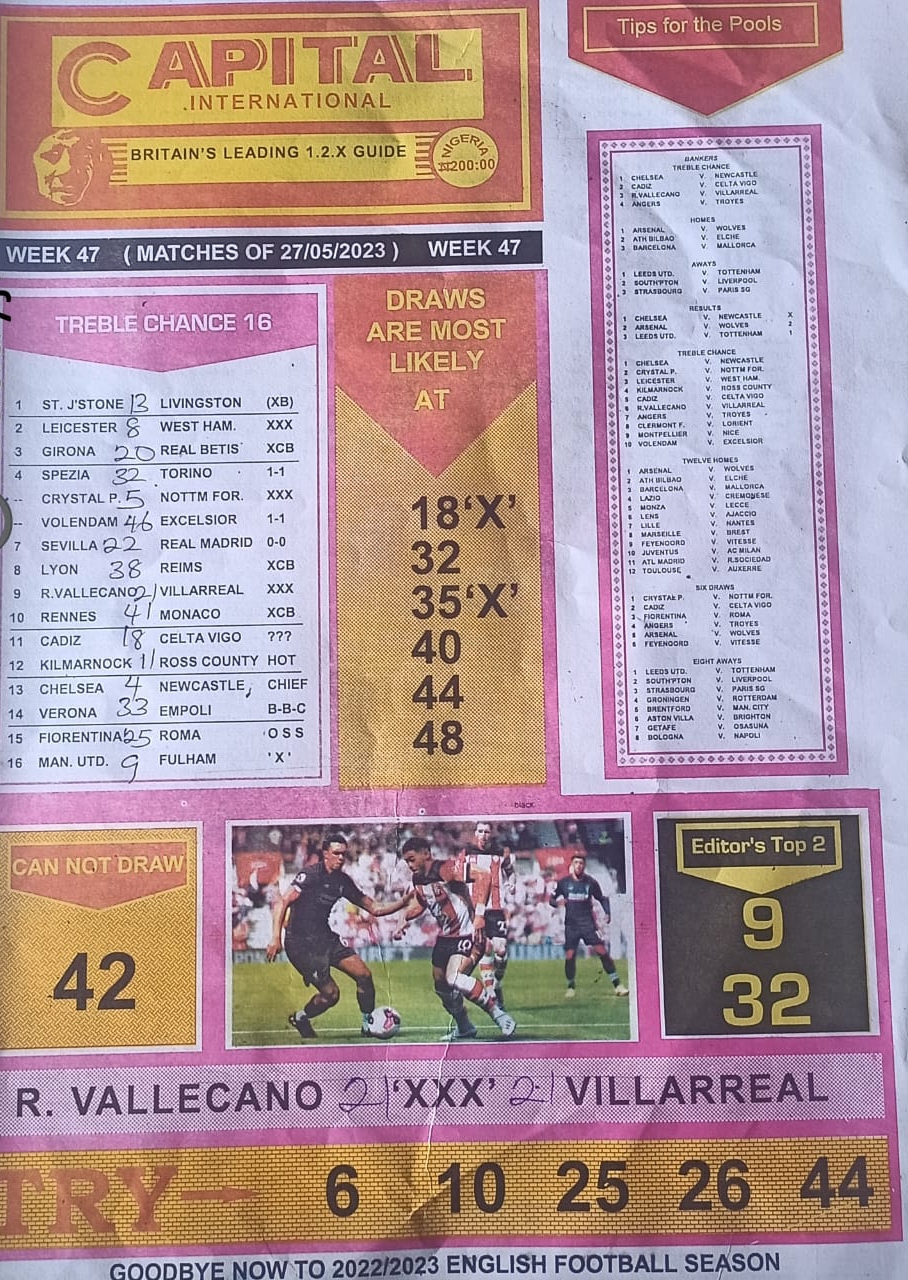 CAPITAL
.INTERNATIONAL
BRITAIN'S LEADING 1.2.X GUIDE
NIGERIA
₦200:00
WEEK 47 ( MATCHES OF 27/05/2023 ) WEEK 47
TREBLE CHANCE 16
1 ST. J'STONE 13 LIVINGSTON (XB)
2 LEICESTER 8 WEST HAM. XXX
3 GIRONA 20 REAL BETIS XCB
4 SPEZIA 32 TORINO 1-1
-- CRYSTAL P. 5 NOTTM FOR. XXX
-- VOLENDAM 46 EXCELSIOR 1-1
7 SEVILLA 22 REAL MADRID 0-0
8 LYON 38 REIMS XCB
9 R.VALLECANO 21 VILLARREAL XXX
10 RENNES 41 MONACO XCB
11 CADIZ 18 CELTA VIGO ???
12 KILMARNOCK 11 ROSS COUNTY HOT
13 CHELSEA 4 NEWCASTLE, CHIEF
14 VERONA 33 EMPOLI B-B-C
15 FIORENTINA 25 ROMA 'O S S
16 MAN. UTD. 9 FULHAM 'X'
DRAWS
ARE MOST
LIKELY
AT
18'X'
32
35'X'
40
44
48
Tips for the Pools
BANKERS
TREBLE CHANCE
1 CHELSEA V. NEWCASTLE
2 CADIZ V. CELTA VIGO
3 R.VALLECANO V. VILLARREAL
4 ANGERS V. TROYES
HOMES
1 ARSENAL V. WOLVES
2 ATH BILBAO V. ELCHE
3 BARCELONA V. MALLORCA
AWAYS
1 LEEDS UTD. V. TOTTENHAM
2 SOUTH'PTON V. LIVERPOOL
3 STRASBOURG V. PARIS SG
RESULTS
1 CHELSEA V. NEWCASTLE X
2 ARSENAL V. WOLVES 2
3 LEEDS UTD. V. TOTTENHAM 1
TREBLE CHANCE
1 CHELSEA V. NEWCASTLE
2 CRYSTAL P. V. NOTTM FOR.
3 LEICESTER V. WEST HAM.
4 KILMARNOCK V. ROSS COUNTY
5 CADIZ V. CELTA VIGO
6 R.VALLECANO V. VILLARREAL
7 ANGERS V. TROYES
8 CLERMONT F. V. LORIENT
9 MONTPELLIER V. NICE
10 VOLENDAM V. EXCELSIOR
TWELVE HOMES
1 ARSENAL V. WOLVES
2 ATH BILBAO V. ELCHE
3 BARCELONA V. MALLORCA
4 LAZIO V. CREMONESE
5 MONZA V. LECCE
6 LENS V. AJACCIO
7 LILLE V. NANTES
8 MARSEILLE V. BREST
9 FEYENOORD V. VITESSE
10 JUVENTUS V. AC MILAN
11 ATL MADRID V. R.SOCIEDAD
12 TOULOUSE V. AUXERRE
SIX DRAWS
1 CRYSTAL P. V. NOTTM FOR.
2 CADIZ V. CELTA VIGO
3 FIORENTINA V. ROMA
4 ANGERS V. TROYES
5 ARSENAL V. WOLVES
6 FEYENOORD V. VITESSE
EIGHT AWAYS
1 LEEDS UTD. V. TOTTENHAM
2 SOUTH'PTON V. LIVERPOOL
3 STRASBOURG V. PARIS SG
4 GRONINGEN V. ROTTERDAM
5 BRENTFORD V. MAN. CITY
6 ASTON VILLA V. BRIGHTON
7 GETAFE V. OSASUNA
8 BOLOGNA V. NAPOLI
black
CAN NOT DRAW
42
Editor's Top 2
9
32
R. VALLECANO 21 'XXX' 21 VILLARREAL
TRY 6 10 25 26 44
GOODBYE NOW TO 2022/2023 ENGLISH FOOTBALL SEASON